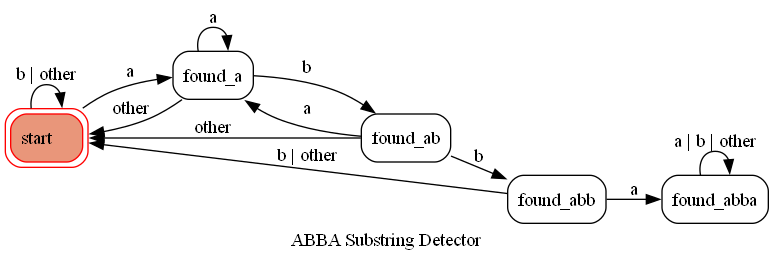 a
b | other
a
found_a
b
other
a
start
other
found_ab
b | other
b
a | b | other
found_abb
a
found_abba
ABBA Substring Detector